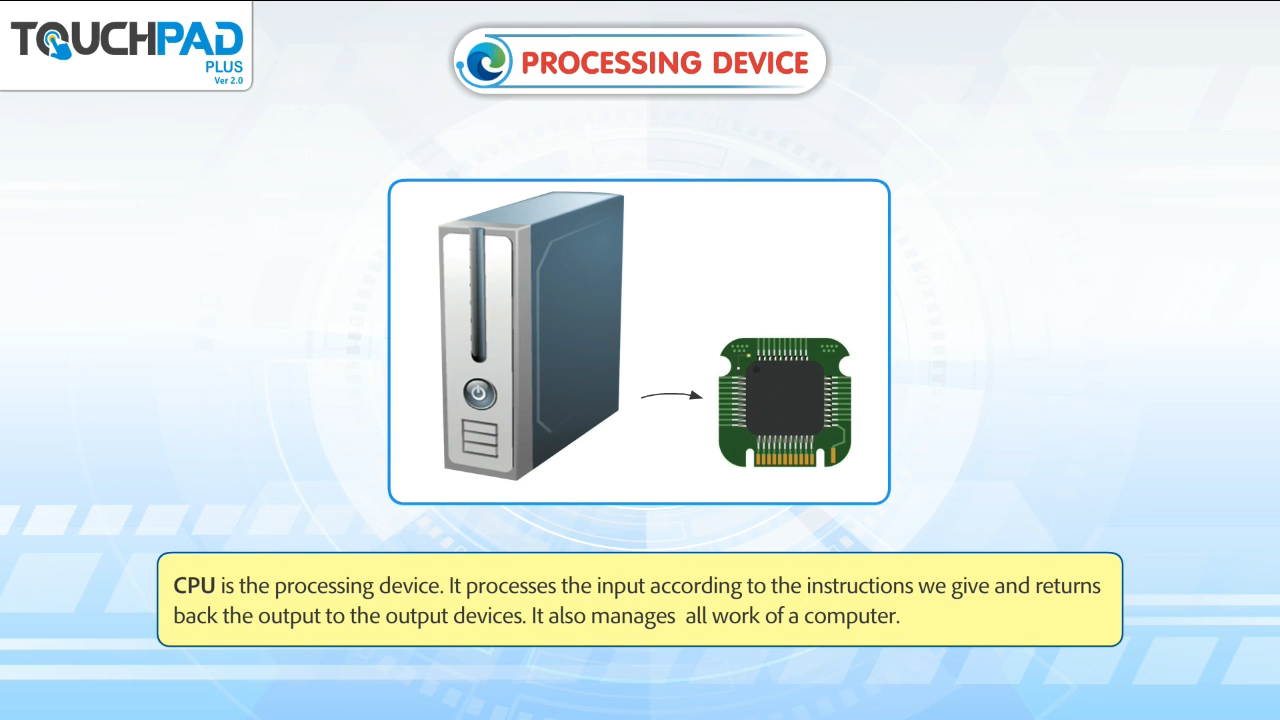 TOUCHPAD
PLUS
Ver 2.0
PROCESSING DEVICE
CPU is the processing device. It processes the input according to the instructions we give and returns
back the output to the output devices. It also manages  all work of a computer.